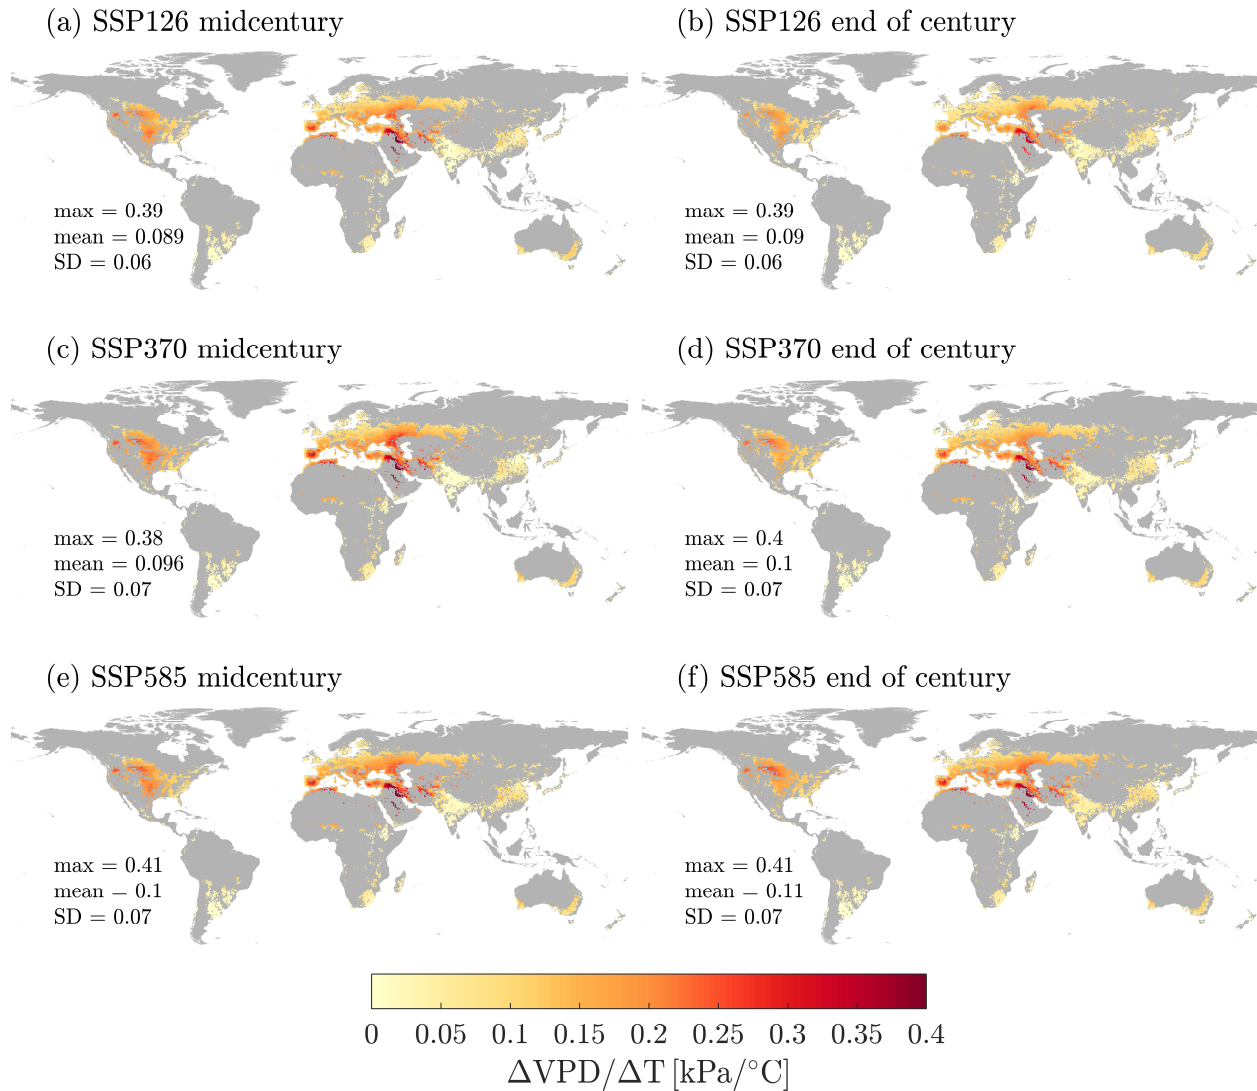 (a) SSP126 midcentury
(b) SSP126 end of century
max = 0.39
mean = 0.089
SD = 0.06
max = 0.39
mean = 0.09
SD = 0.06
(c) SSP370 midcentury
(d) SSP370 end of century
max = 0.38
mean = 0.096
SD = 0.07
max = 0.4
mean = 0.1
SD = 0.07
(e) SSP585 midcentury
(f) SSP585 end of century
max = 0.41
mean − 0.1
SD = 0.07
max = 0.41
mean − 0.11
SD = 0.07
0 0.05 0.1 0.15 0.2 0.25 0.3 0.35 0.4
ΔVPD/ΔT [kPa/°C]